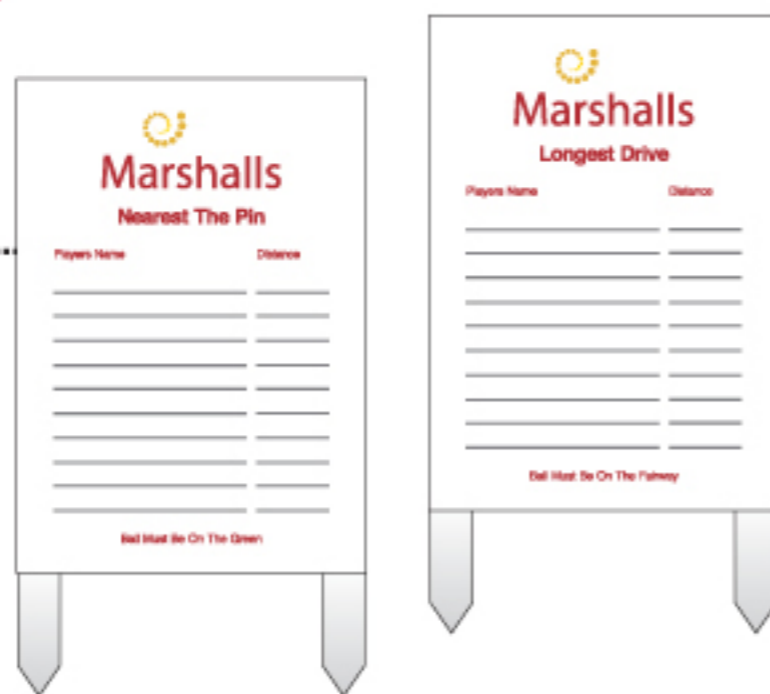 Marshalls
Nearest The Pin
Players Name Distance
Ball Must Be On The Green
Marshalls
Longest Drive
Players Name Distance
Ball Must Be On The Fairway